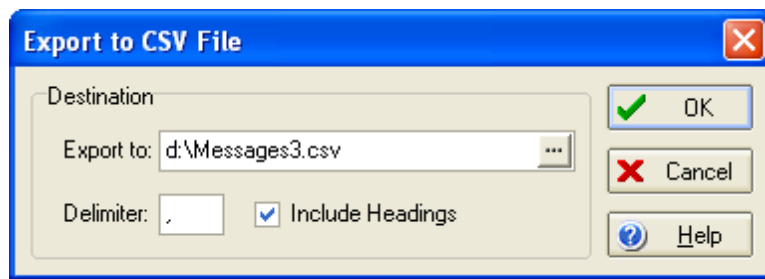 Export to CSV File
Destination
Export to: d:\Messages3.csv ...
Delimiter: , Include Headings
OK
Cancel
Help